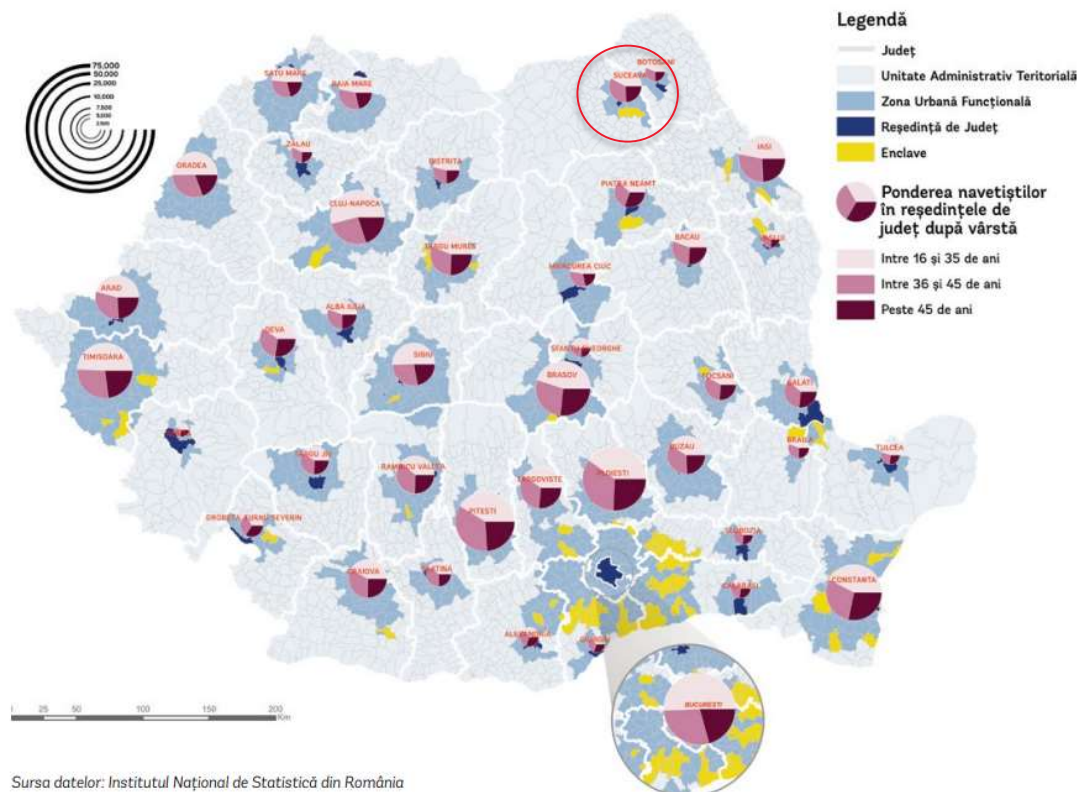 75.000
50.000
25.000
10.000
7.500
5.000
2.500
Legendă
Județ
Unitate Administrativ Teritorială
Zona Urbană Funcțională
Reședință de Județ
Enclave
Ponderea navetiștilor
în reședințele de
județ după vârstă
Intre 16 și 35 de ani
Intre 36 și 45 de ani
Peste 45 de ani
SATU MARE
BAIA MARE
SUCEAVA
BOTOSANI
ZALAU
ORADEA
BISTRITA
IASI
CLUJ-NAPOCA
PIATRA NEAMT
TARGU MURES
BACAU
MIERCUREA CIUC
ARAD
ALBA IULIA
DEVA
TIMISOARA
SIBIU
SFANTU GHEORGHE
BRASOV
FOCSANI
GALATI
BRAILA
TULCEA
TARGU JIU
RAMNICU VALCEA
BUZAU
TARGOVISTE
PLOIESTI
PITESTI
DROBETA-TURNU SEVERIN
SLOBOZIA
CRAIOVA
SLATINA
CALARASI
CONSTANTA
ALEXANDRIA
BUCURESTI
0 25 50 100 150 200
Km
Sursa datelor: Institutul Național de Statistică din România